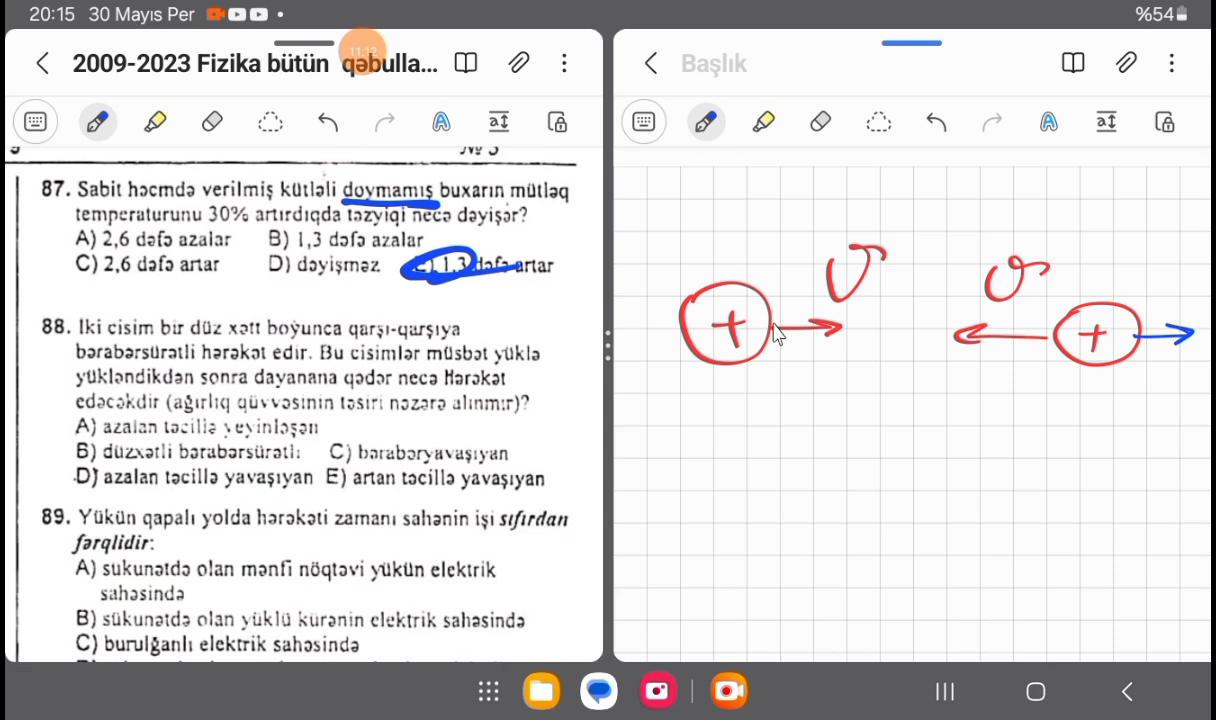 20:15 30 Mayıs Per
%54
11:12
2009-2023 Fizika bütün qəbulla...
Başlık
№ 3
87. Sabit həcmdə verilmiş kütləli doymamış buxarın mütləq
temperaturunu 30% artırdıqda təzyiqi necə dəyişər?
A) 2,6 dəfə azalar B) 1,3 dəfə azalar
C) 2,6 dəfə artar D) dəyişməz E) 1,3 dəfə artar
88. İki cisim bir düz xətt boyunca qarşı-qarşıya
bərabərsürətli hərəkət edir. Bu cisimlər müsbət yüklə
yükləndikdən sonra dayanana qədər necə hərəkət
edəcəkdir (ağırlıq qüvvəsinin təsiri nəzərə alınmır)?
A) azalan təcillə yeyinləşən
B) düzxətli bərabərsürətli C) bərabəryavaşıyan
D) azalan təcillə yavaşıyan E) artan təcillə yavaşıyan
89. Yükün qapalı yolda hərəkəti zamanı sahənin işi sıfırdan
fərqlidir:
A) sükunətdə olan mənfi nöqtəvi yükün elektrik
sahəsində
B) sükunətdə olan yüklü kürənin elektrik sahəsində
C) burulğanlı elektrik sahəsində
+ +